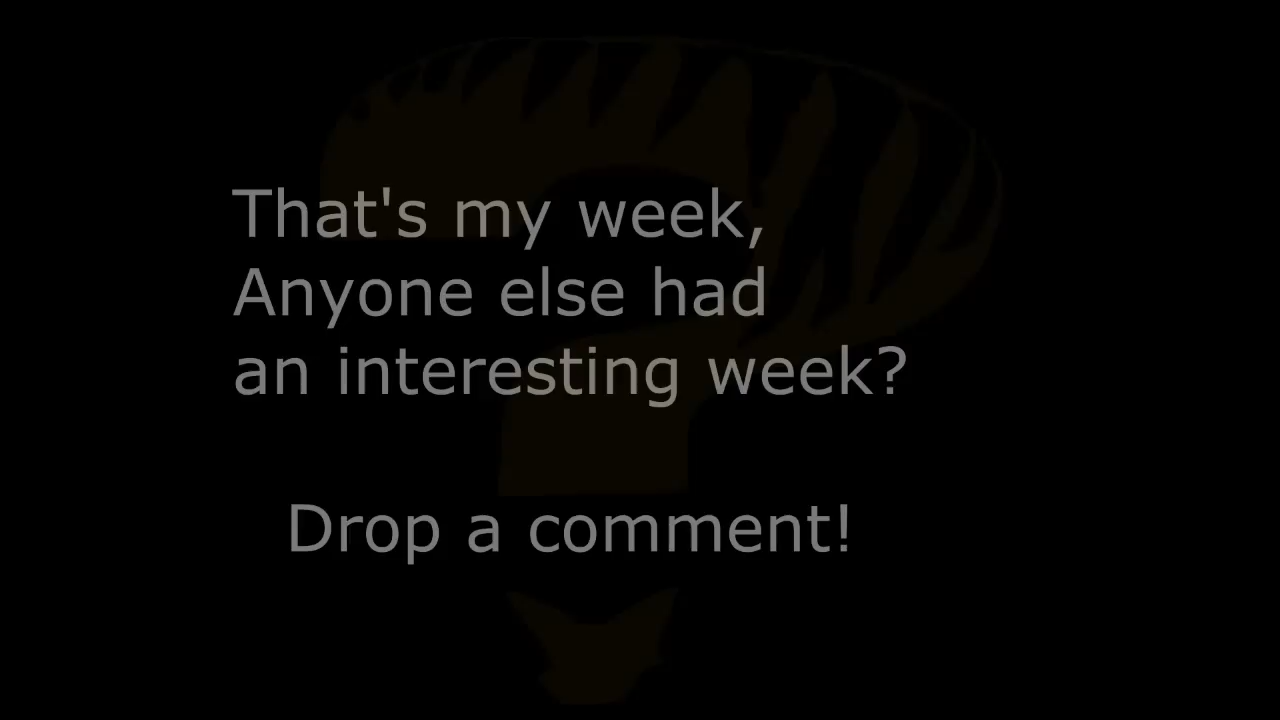 That's my week,
Anyone else had
an interesting week?
Drop a comment!